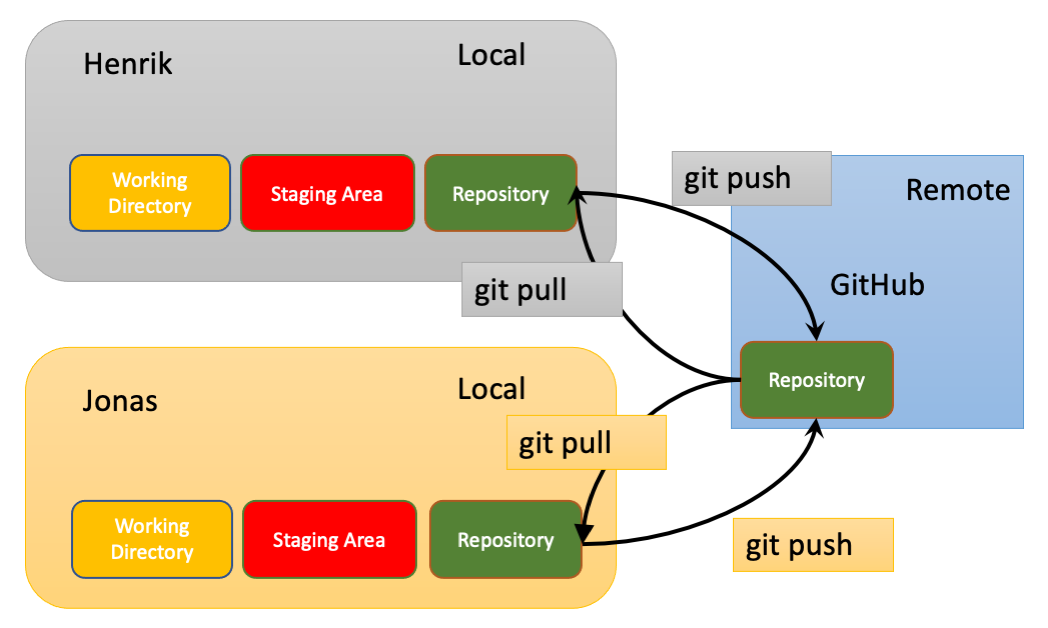 Henrik
Local
Working
Directory
Staging Area
Repository
git push
Remote
git pull
GitHub
Repository
Jonas
Local
git pull
Working
Directory
Staging Area
Repository
git push